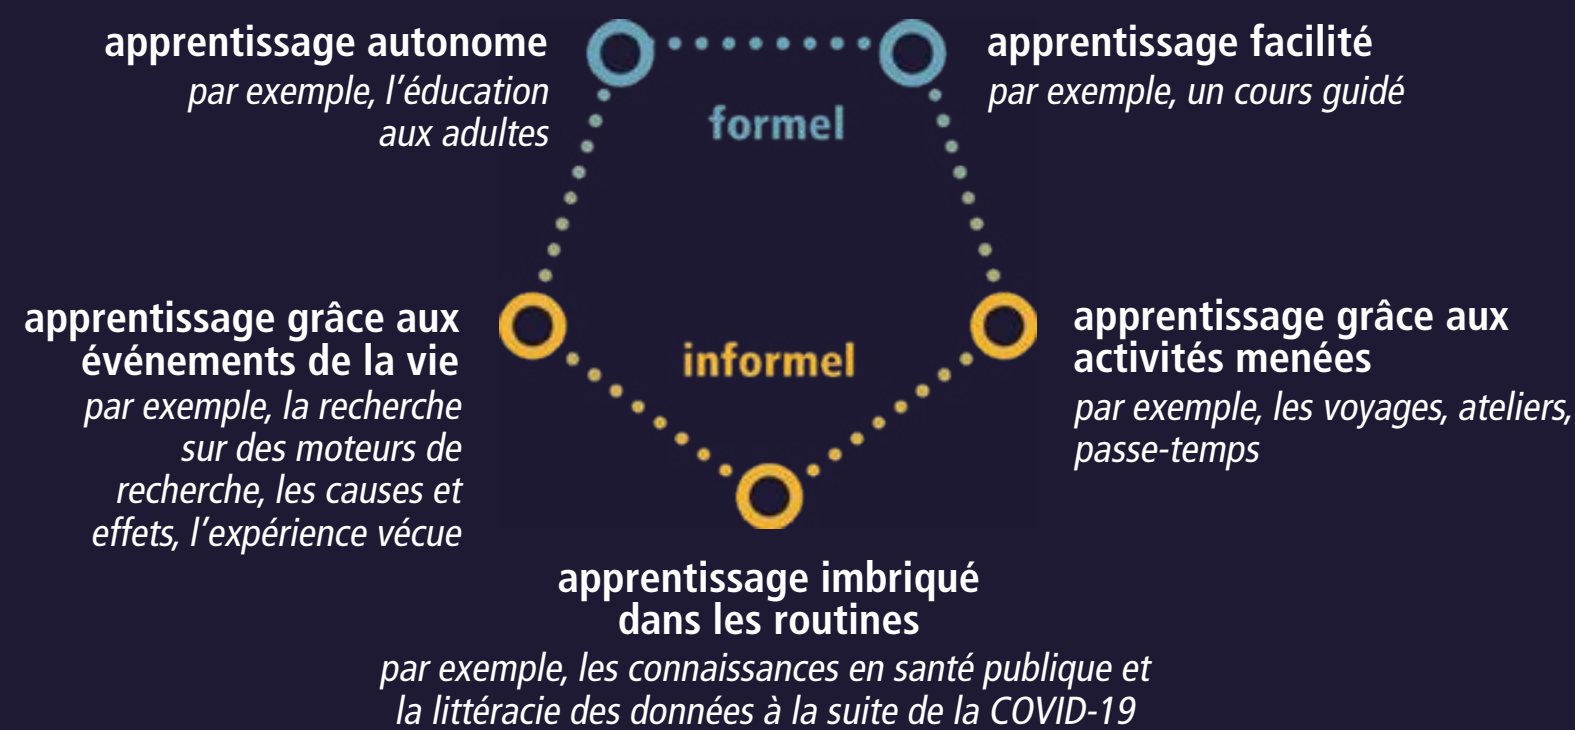 apprentissage autonome
par exemple, l'éducation
aux adultes
apprentissage facilité
par exemple, un cours guidé
formel
apprentissage grâce aux
événements de la vie
par exemple, la recherche
sur des moteurs de
recherche, les causes et
effets, l'expérience vécue
informel
apprentissage grâce aux
activités menées
par exemple, les voyages, ateliers,
passe-temps
apprentissage imbriqué
dans les routines
par exemple, les connaissances en santé publique et
la littéracie des données à la suite de la COVID-19